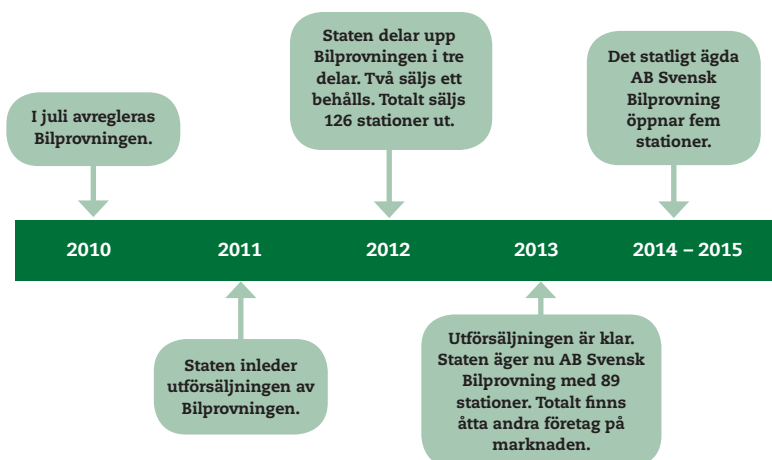 I juli avregleras
Bilprovningen.
Staten delar upp
Bilprovningen i tre
delar. Två säljs ett
behålls. Totalt säljs
126 stationer ut.
Det statligt ägda
AB Svensk
Bilprovning
öppnar fem
stationer.
2010 2011 2012 2013 2014 – 2015
Staten inleder
utförsäljningen av
Bilprovningen.
Utförsäljningen är klar.
Staten äger nu AB Svensk
Bilprovning med 89
stationer. Totalt finns
åtta andra företag på
marknaden.